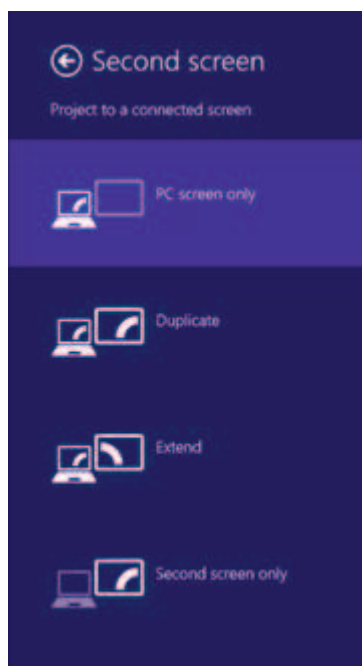 Second screen
Project to a connected screen
PC screen only
Duplicate
Extend
Second screen only